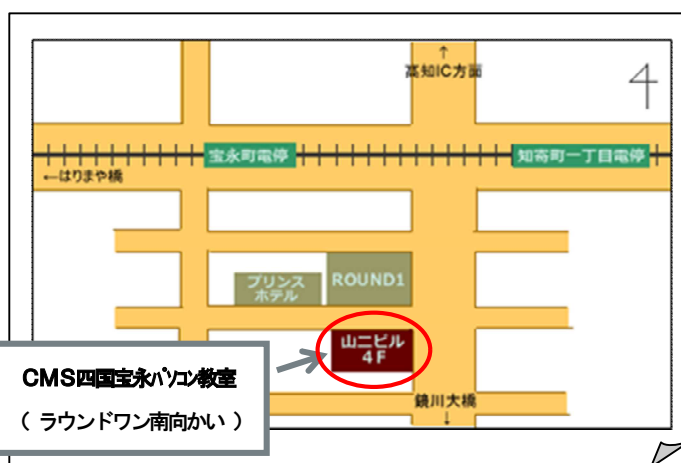 ↑
高知IC方面
宝永町電停
知寄町一丁目電停
←はりまや橋
プリンス
ホテル
ROUND1
山二ビル
4F
CMS四国宝永パソコン教室
( ラウンドワン南向かい )
鏡川大橋
↓